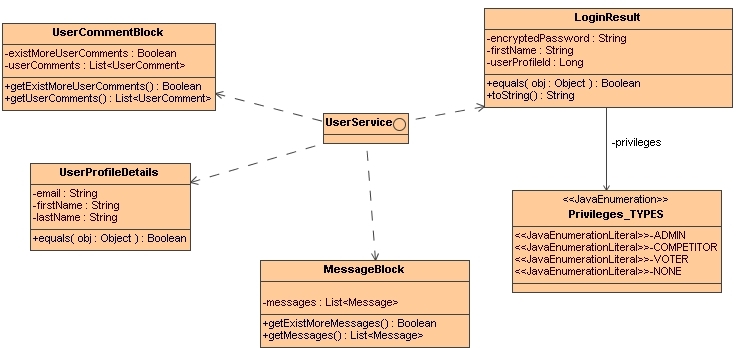 UserCommentBlock
-existMoreUserComments : Boolean
-userComments : List<UserComment>
+getExistMoreUserComments() : Boolean
+getUserComments() : List<UserComment>
LoginResult
-encryptedPassword : String
-firstName : String
-userProfileId : Long
+equals( obj : Object ) : Boolean
+toString() : String
UserService
-privileges
UserProfileDetails
-email : String
-firstName : String
-lastName : String
+equals( obj : Object ) : Boolean
<<JavaEnumeration>>
Privileges_TYPES
<<JavaEnumerationLiteral>>-ADMIN
<<JavaEnumerationLiteral>>-COMPETITOR
<<JavaEnumerationLiteral>>-VOTER
<<JavaEnumerationLiteral>>-NONE
MessageBlock
-messages : List<Message>
+getExistMoreMessages() : Boolean
+getMessages() : List<Message>